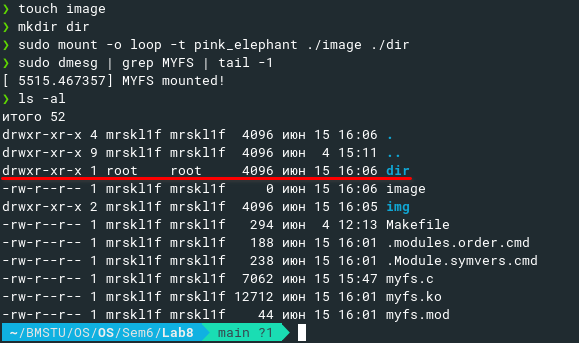 ❯ touch image
❯ mkdir dir
❯ sudo mount -o loop -t pink_elephant ./image ./dir
❯ sudo dmesg | grep MYFS | tail -1
[ 5515.467357] MYFS mounted!
❯ ls -al
итого 52
drwxr-xr-x 4 mrskl1f mrskl1f  4096 июн 15 16:06 .
drwxr-xr-x 9 mrskl1f mrskl1f  4096 июн  4 15:11 ..
drwxr-xr-x 1 root    root     4096 июн 15 16:06 dir
-rw-r--r-- 1 mrskl1f mrskl1f     0 июн 15 16:06 image
drwxr-xr-x 2 mrskl1f mrskl1f  4096 июн 15 16:05 img
-rw-r--r-- 1 mrskl1f mrskl1f   294 июн  4 12:13 Makefile
-rw-r--r-- 1 mrskl1f mrskl1f   188 июн 15 16:01 .modules.order.cmd
-rw-r--r-- 1 mrskl1f mrskl1f   238 июн 15 16:01 .Module.symvers.cmd
-rw-r--r-- 1 mrskl1f mrskl1f  7062 июн 15 15:47 myfs.c
-rw-r--r-- 1 mrskl1f mrskl1f 12712 июн 15 16:01 myfs.ko
-rw-r--r-- 1 mrskl1f mrskl1f    44 июн 15 16:01 myfs.mod
~/BMSTU/OS/OS/Sem6/Lab8 main ?1